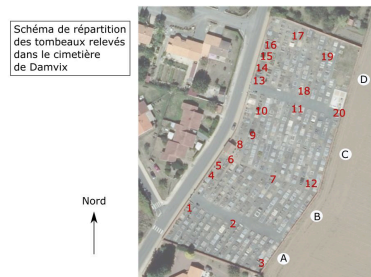 Schéma de répartition
des tombeaux relevés
dans le cimetière
de Damvix
Nord
17
16
15
19
14
13
D
18
10
11
20
9
8
C
6
5
4
7
12
1
B
2
A
3